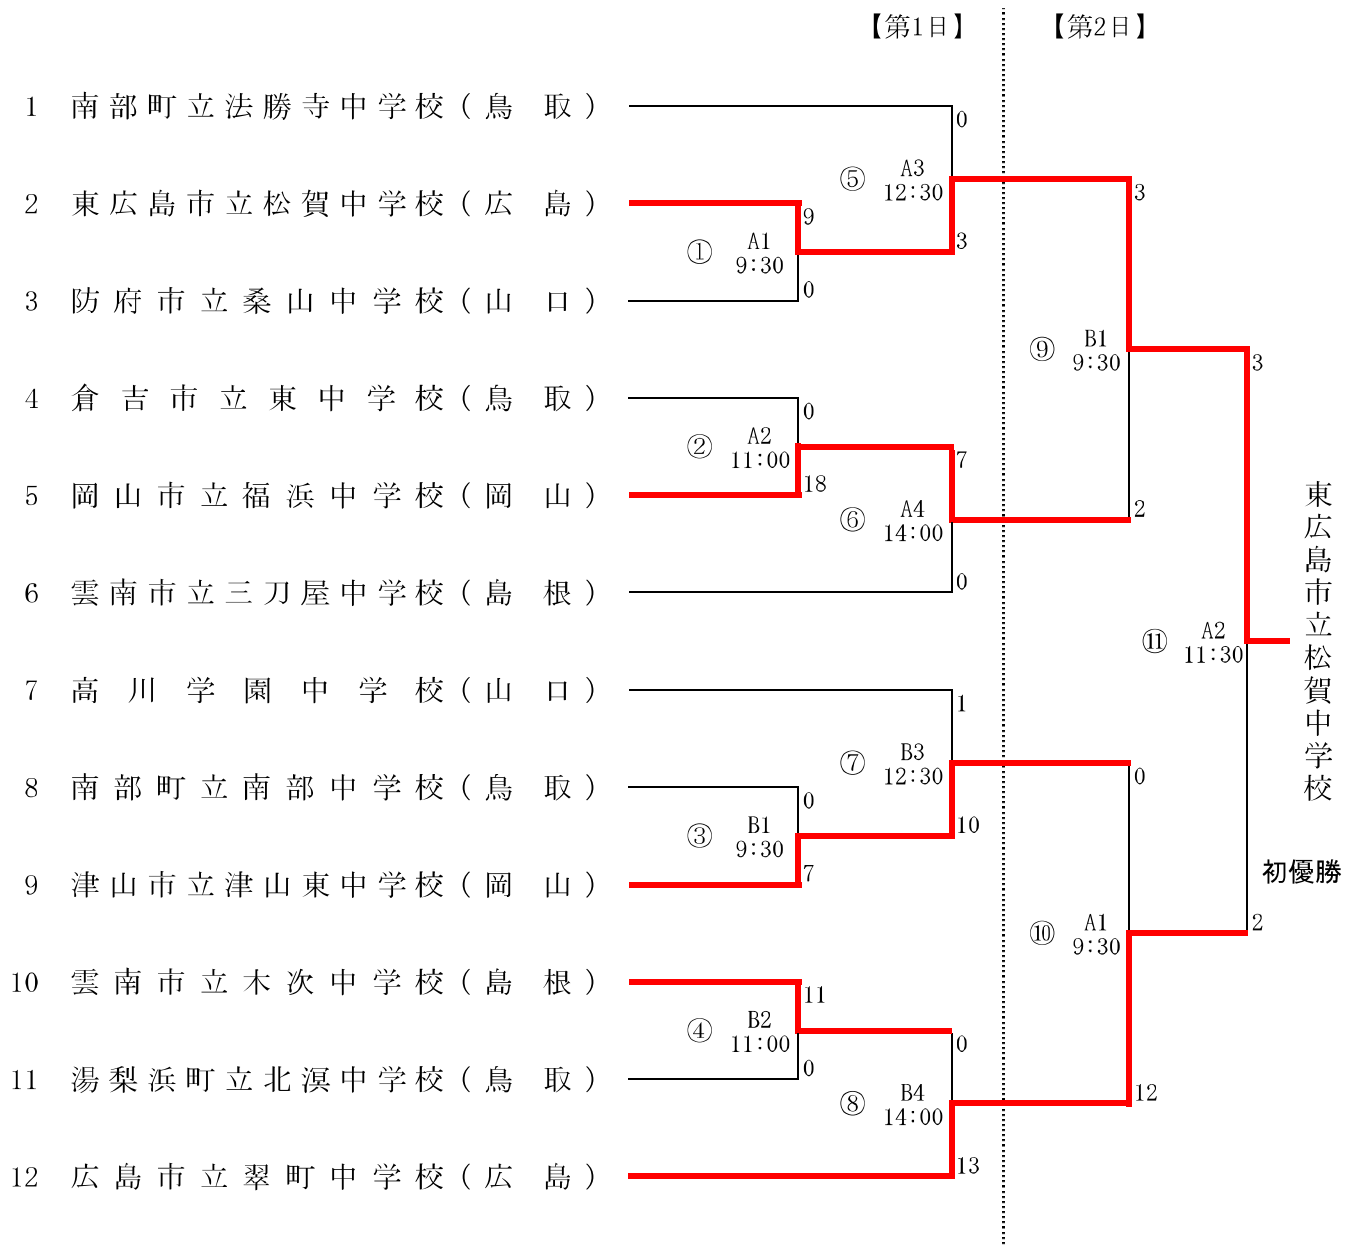 【第1日】 【第2日】
1 南部町立法勝寺中学校(鳥取)
0
⑤ A3
12:30
3
2 東広島市立松賀中学校(広島)
9
3
① A1
9:30
3 防府市立桑山中学校(山口)
0
⑨ B1
9:30
3
4 倉吉市立東中学校(鳥取)
0
② A2
11:00
7
5 岡山市立福浜中学校(岡山)
18
2
⑥ A4
14:00
6 雲南市立三刀屋中学校(島根)
0
⑪ A2
11:30
東広島市立松賀中学校
7 高川学園中学校(山口)
1
⑦ B3
12:30
0
8 南部町立南部中学校(鳥取)
0
10
③ B1
9:30
9 津山市立津山東中学校(岡山)
7
初優勝
⑩ A1
9:30
2
10 雲南市立木次中学校(島根)
11
④ B2
11:00
0
11 湯梨浜町立北溟中学校(鳥取)
0
12
⑧ B4
14:00
12 広島市立翠町中学校(広島)
13